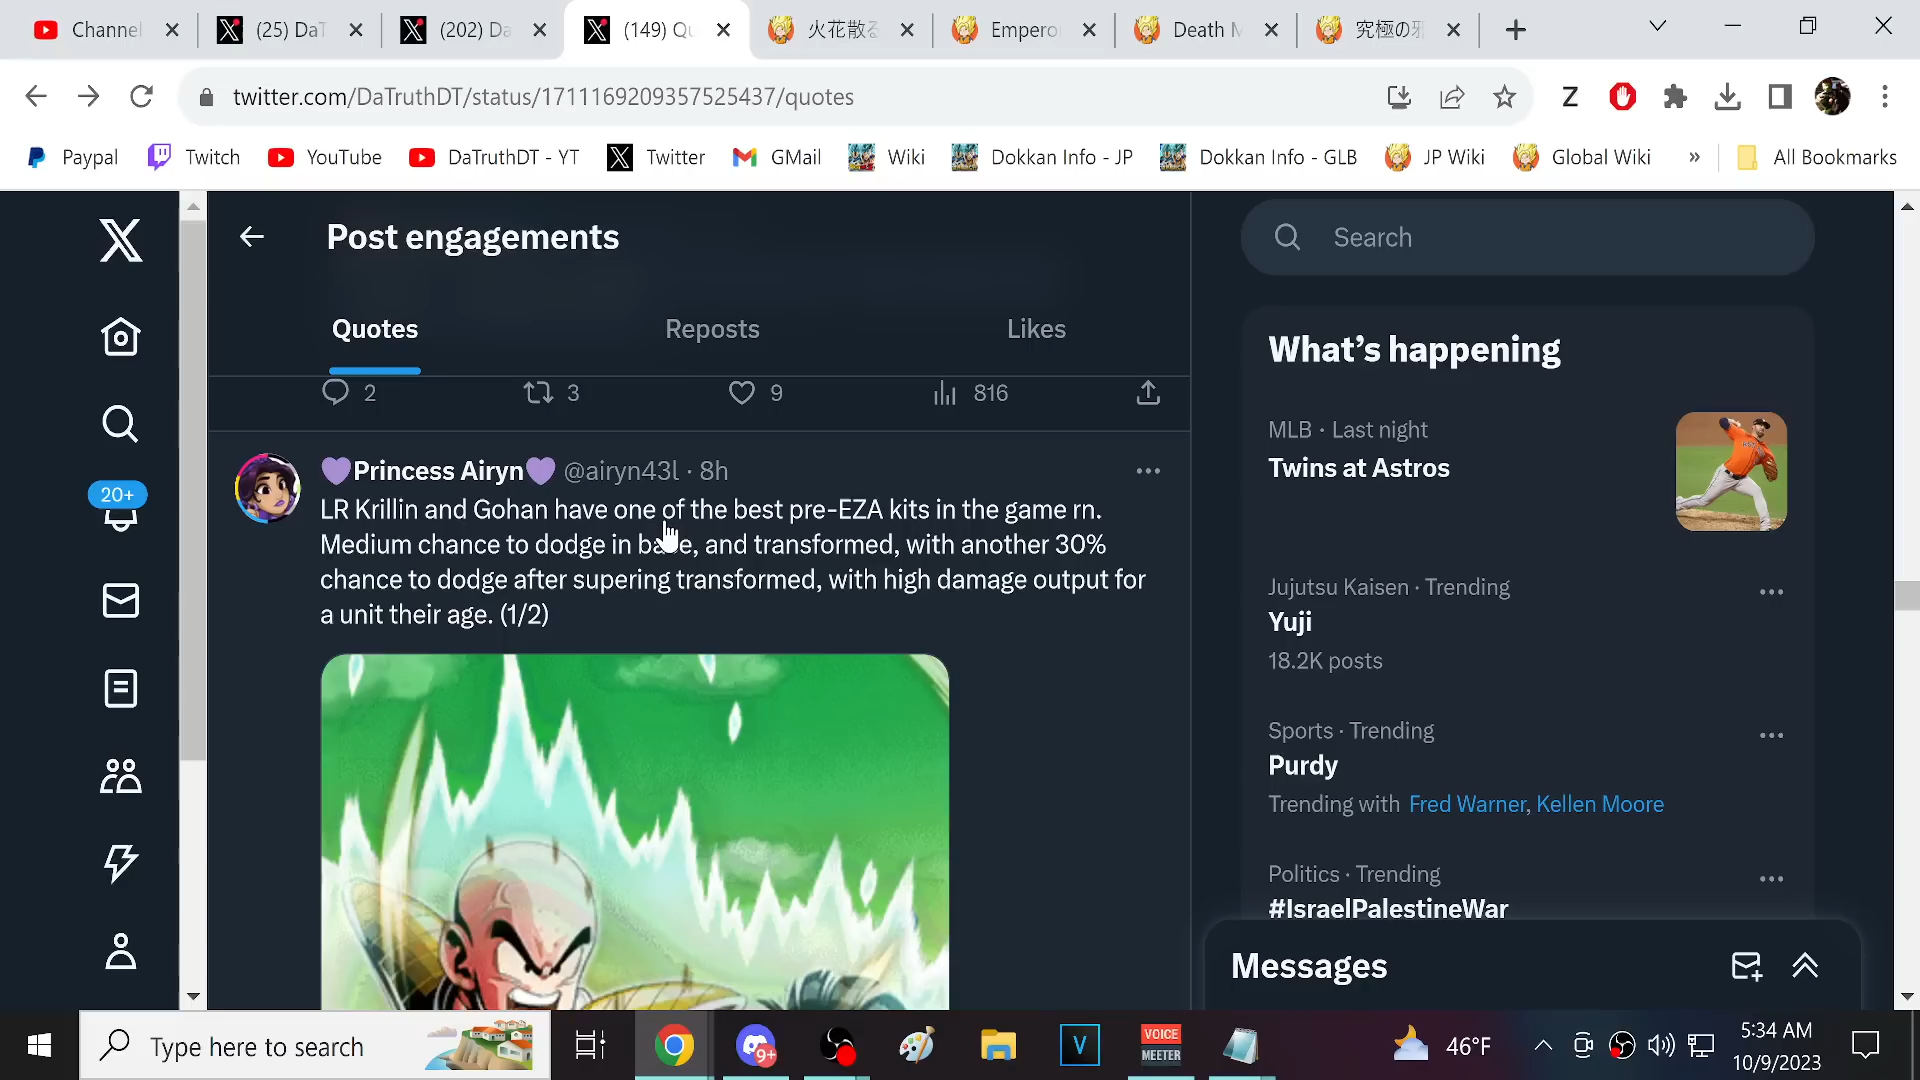 Channel
(25) DaT
(202) Da
(149) Qu
火花散る
Empero
Death M
究極の邪
twitter.com/DaTruthDT/status/1711169209357525437/quotes
Paypal
Twitch
YouTube
DaTruthDT - YT
Twitter
GMail
Wiki
Dokkan Info - JP
Dokkan Info - GLB
JP Wiki
Global Wiki
»
All Bookmarks
Post engagements
Search
Quotes
Reposts
Likes
2
3
9
816
💜Princess Airyn💜 @airyn43l · 8h
LR Krillin and Gohan have one of the best pre-EZA kits in the game rn.
Medium chance to dodge in base, and transformed, with another 30%
chance to dodge after supering transformed, with high damage output for
a unit their age. (1/2)
20+
What's happening
MLB · Last night
Twins at Astros
Jujutsu Kaisen · Trending
Yuji
18.2K posts
Sports · Trending
Purdy
Trending with Fred Warner, Kellen Moore
Politics · Trending
#IsraelPalestineWar
Messages
Type here to search
9+
V
VOICE
MEETER
46°F
5:34 AM
10/9/2023